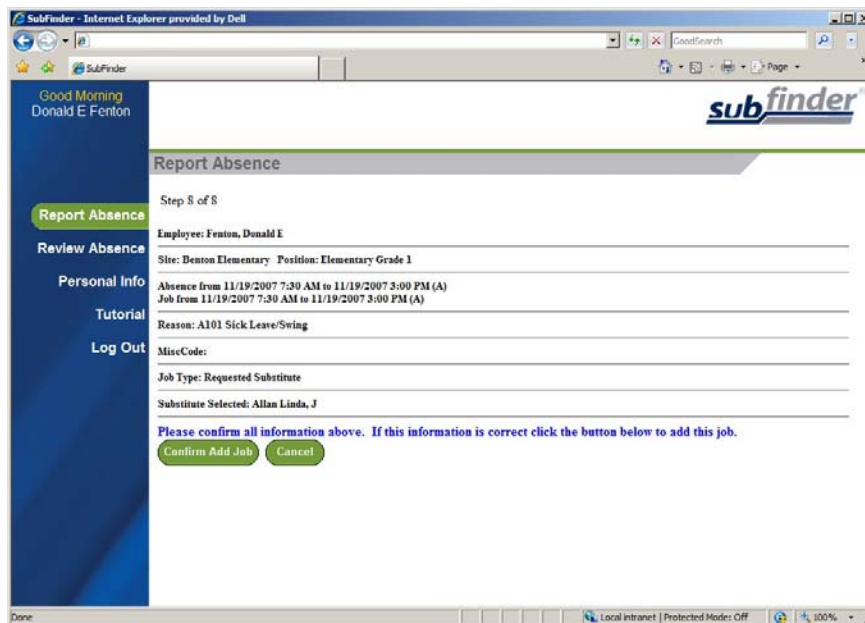 SubFinder - Internet Explorer provided by Dell
GoodSearch
SubFinder
Page
Good Morning
Donald E Fenton
subfinder
Report Absence
Step 8 of 8
Report Absence
Employee: Fenton, Donald E
Review Absence
Site: Benton Elementary Position: Elementary Grade 1
Personal Info
Absence from 11/19/2007 7:30 AM to 11/19/2007 3:00 PM (A)
Job from 11/19/2007 7:30 AM to 11/19/2007 3:00 PM (A)
Tutorial
Reason: A101 Sick Leave/Swing
Log Out
MiscCode:
Job Type: Requested Substitute
Substitute Selected: Allan Linda, J
Please confirm all information above. If this information is correct click the button below to add this job.
Confirm Add Job Cancel
Done Local intranet | Protected Mode: Off 100%